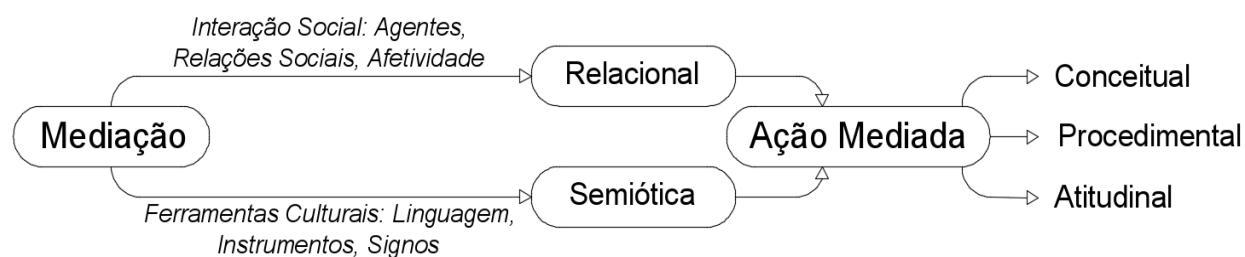 Interação Social: Agentes,
Relações Sociais, Afetividade
Relacional
Conceitual
Mediação
Ação Mediada
Procedimental
Semiótica
Atitudinal
Ferramentas Culturais: Linguagem,
Instrumentos, Signos